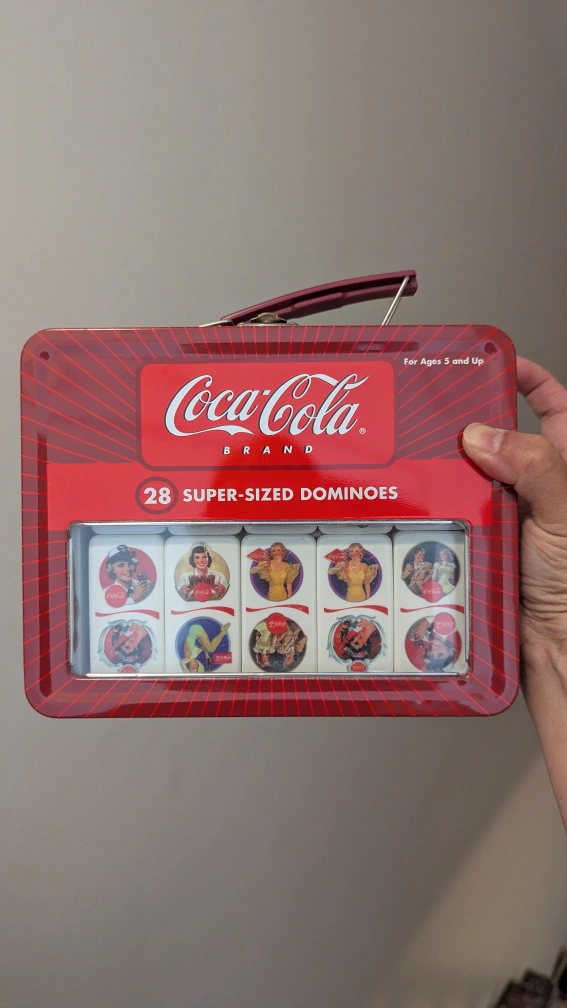 For Ages 5 and Up
Coca-Cola®
BRAND
28 SUPER-SIZED DOMINOES